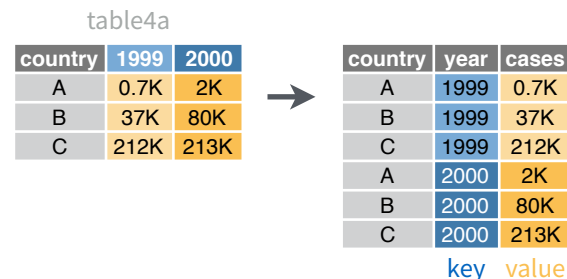 table4a
country 1999 2000
A 0.7K 2K
B 37K 80K
C 212K 213K
country year cases
A 1999 0.7K
B 1999 37K
C 1999 212K
A 2000 2K
B 2000 80K
C 2000 213K
key value